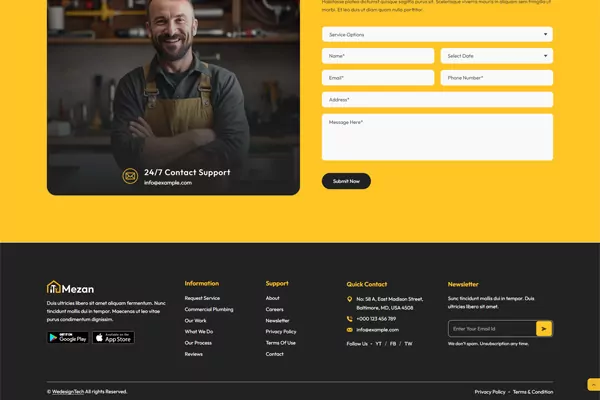 Habitasse platea dictumst quisque sagittis purus sit. Scelerisque viverra mauris in aliquam sem fringilla ut
morbi. Et leo duis ut diam quam nulla porttitor.
Service Options
Name*
Select Date
Email*
Phone Number*
Address*
Message Here*
Submit Now
24/7 Contact Support
info@example.com
Mezan
Duis ultricies libero sit amet aliquam fermentum. Nunc
tincidunt mollis dui in tempor. Maecenas ut leo vitae
purus condimentum dignissim.
GET IT ON
Google Play
Available on the
App Store
Information
Request Service
Commercial Plumbing
Our Work
What We Do
Our Process
Reviews
Support
About
Careers
Newsletter
Privacy Policy
Terms Of Use
Contact
Quick Contact
No: 58 A, East Madison Street,
Baltimore, MD, USA 4508
+000 123 456 789
info@example.com
Follow Us - YT / FB / TW
Newsletter
Nunc tincidunt mollis dui in tempor. Duis
ultricies libero sit amet.
Enter Your Email Id
We don't spam. Unsubscription any time.
© WedesignTech All rights Reserved.
Privacy Policy - Terms & Condition